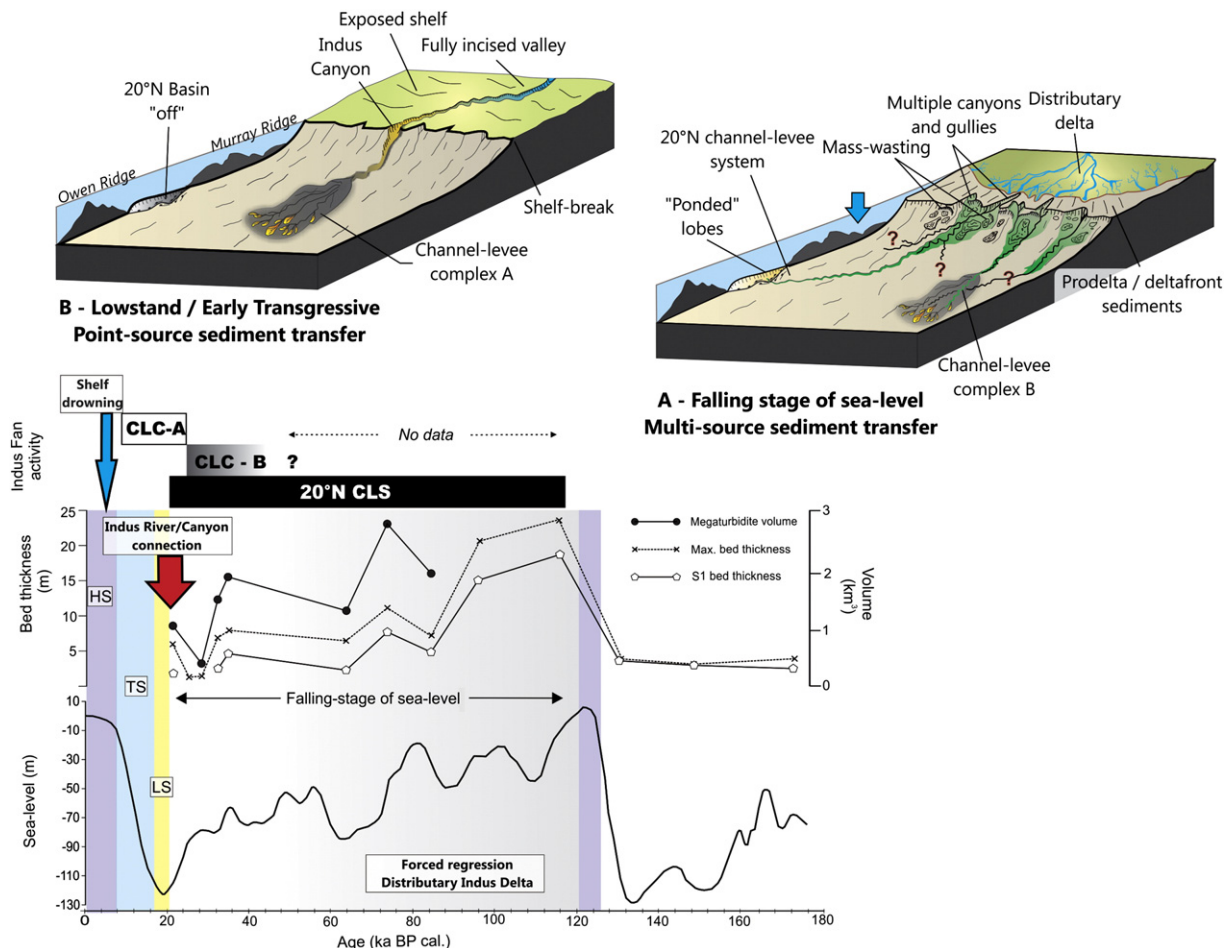 Exposed shelf
Indus
Canyon
Fully incised valley
20°N Basin
"off"
Murray Ridge
Owen Ridge
Shelf-break
Channel-levee
complex A
B - Lowstand / Early Transgressive
Point-source sediment transfer
Multiple canyons
and gullies
Distributary
delta
20°N channel-levee
system
Mass-wasting
"Ponded"
lobes
?
?
?
Prodelta / deltafront
sediments
Channel-levee
complex B
A - Falling stage of sea-level
Multi-source sediment transfer
Shelf
drowning
Indus Fan
activity
CLC-A
No data
CLC - B ?
20°N CLS
Indus River/Canyon
connection
Bed thickness
(m)
25
20
15
10
5
Megaturbidite volume
Max. bed thickness
S1 bed thickness
Volume
(km³)
3
2
1
0
HS
TS
LS
Falling-stage of sea-level
Sea-level (m)
-10
-30
-50
-70
-90
-110
-130
Forced regression
Distributary Indus Delta
0 20 40 60 80 100 120 140 160 180
Age (ka BP cal.)